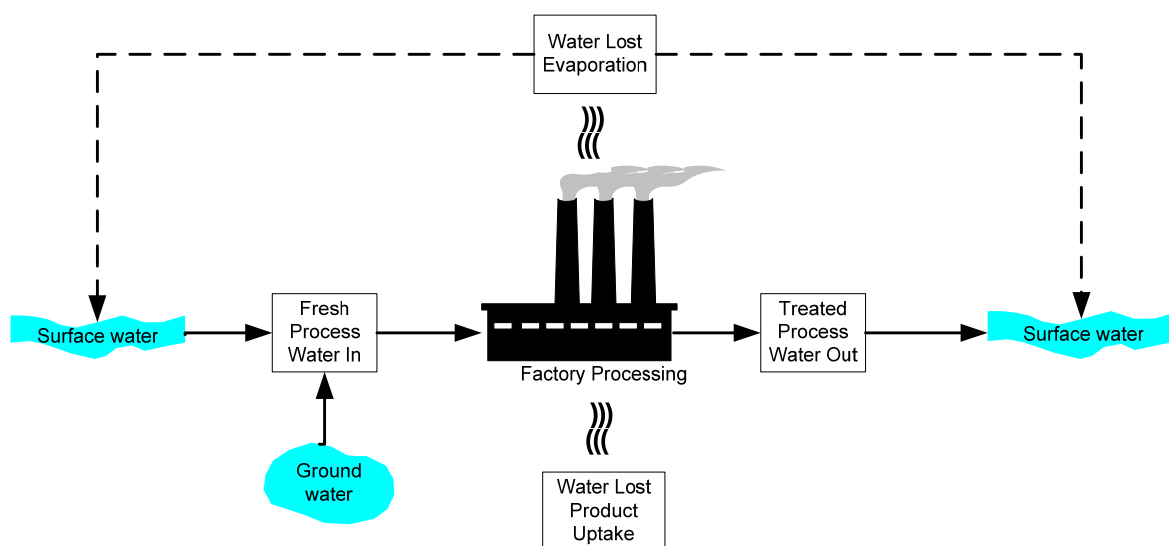 Water Lost
Evaporation
Surface water
Fresh
Process
Water In
Factory Processing
Treated
Process
Water Out
Surface water
Ground
water
Water Lost
Product
Uptake